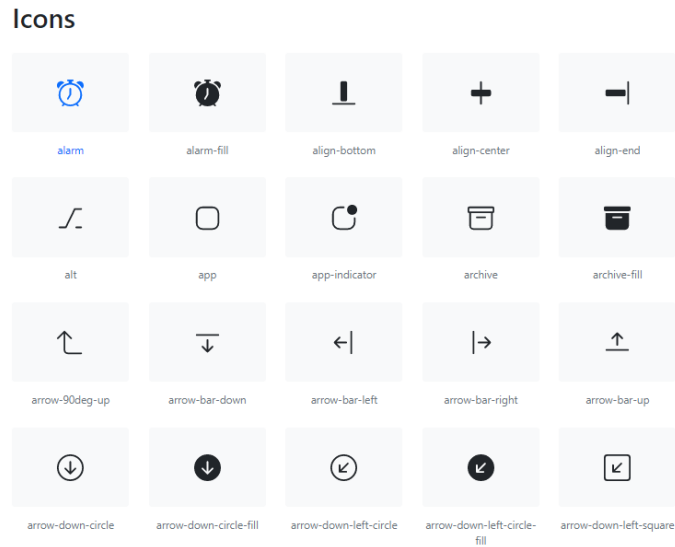 Icons
alarm
alarm-fill
align-bottom
align-center
align-end
alt
app
app-indicator
archive
archive-fill
arrow-90deg-up
arrow-bar-down
arrow-bar-left
arrow-bar-right
arrow-bar-up
arrow-down-circle
arrow-down-circle-fill
arrow-down-left-circle
arrow-down-left-circle-
fill
arrow-down-left-square